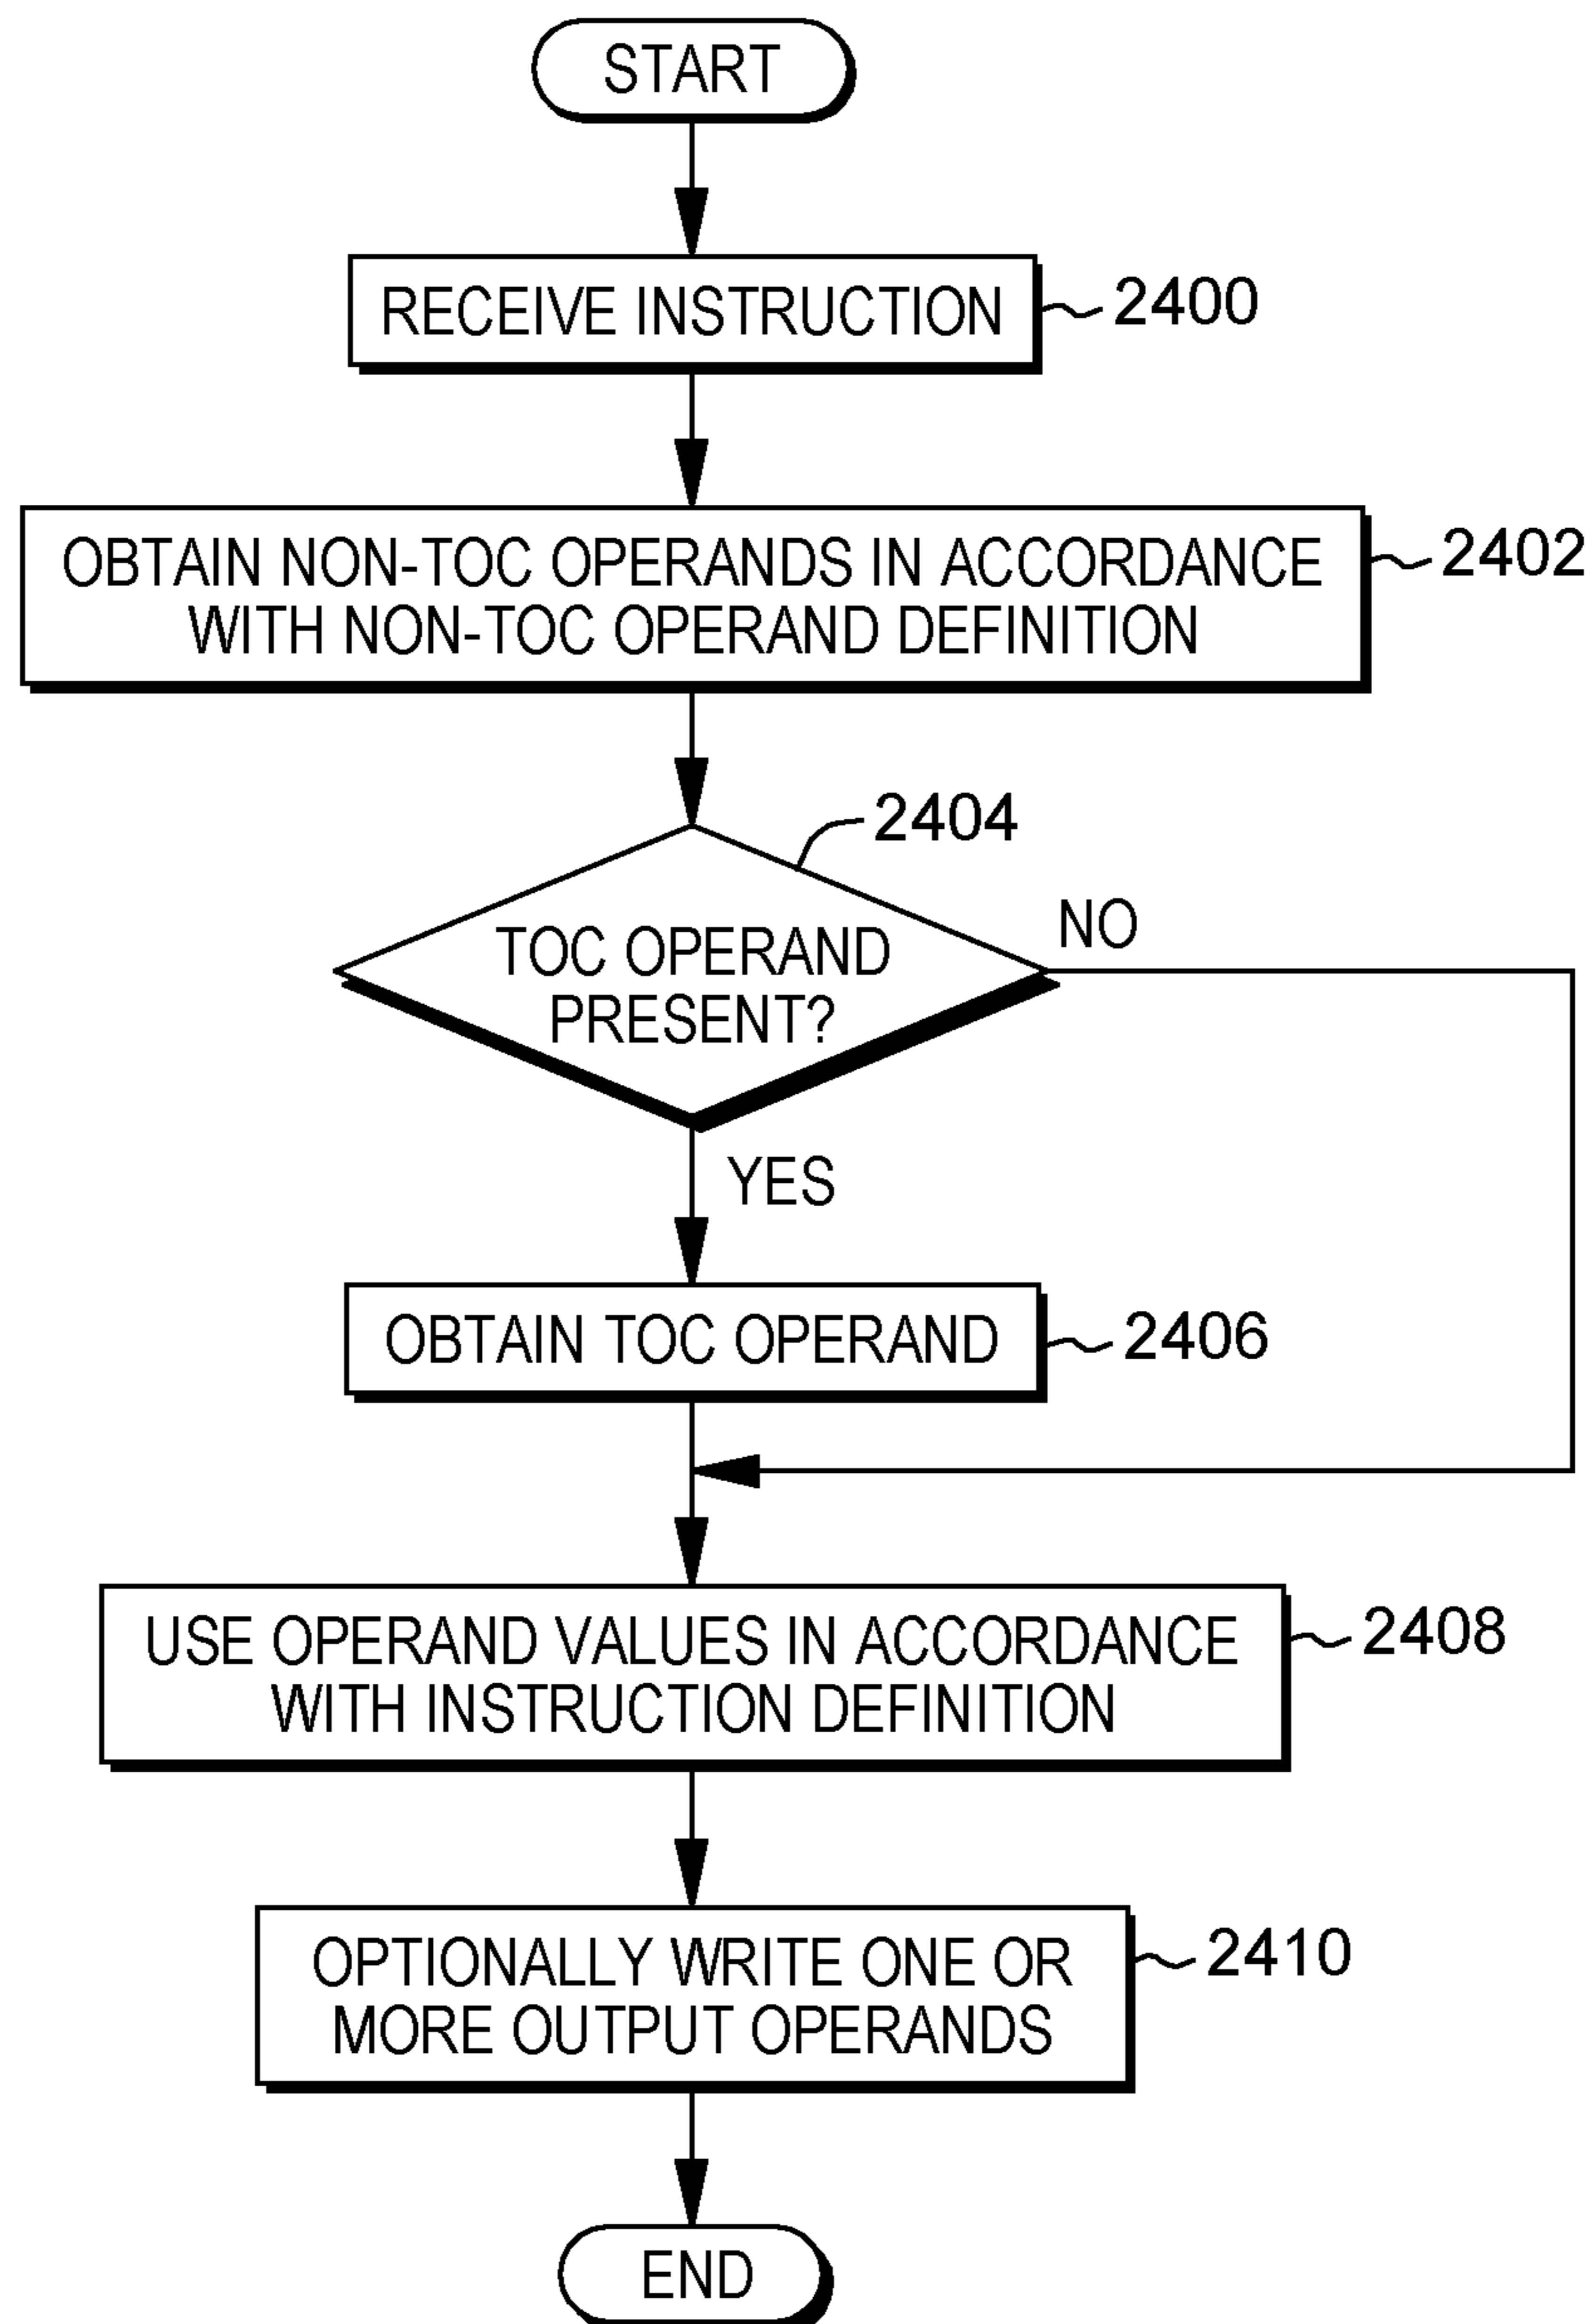 START
RECEIVE INSTRUCTION
2400
OBTAIN NON-TOC OPERANDS IN ACCORDANCE
WITH NON-TOC OPERAND DEFINITION
2402
2404
TOC OPERAND
PRESENT?
NO
YES
OBTAIN TOC OPERAND
2406
USE OPERAND VALUES IN ACCORDANCE
WITH INSTRUCTION DEFINITION
2408
OPTIONALLY WRITE ONE OR
MORE OUTPUT OPERANDS
2410
END